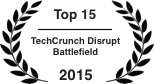 Top 15
TechCrunch Disrupt
Battlefield
2015